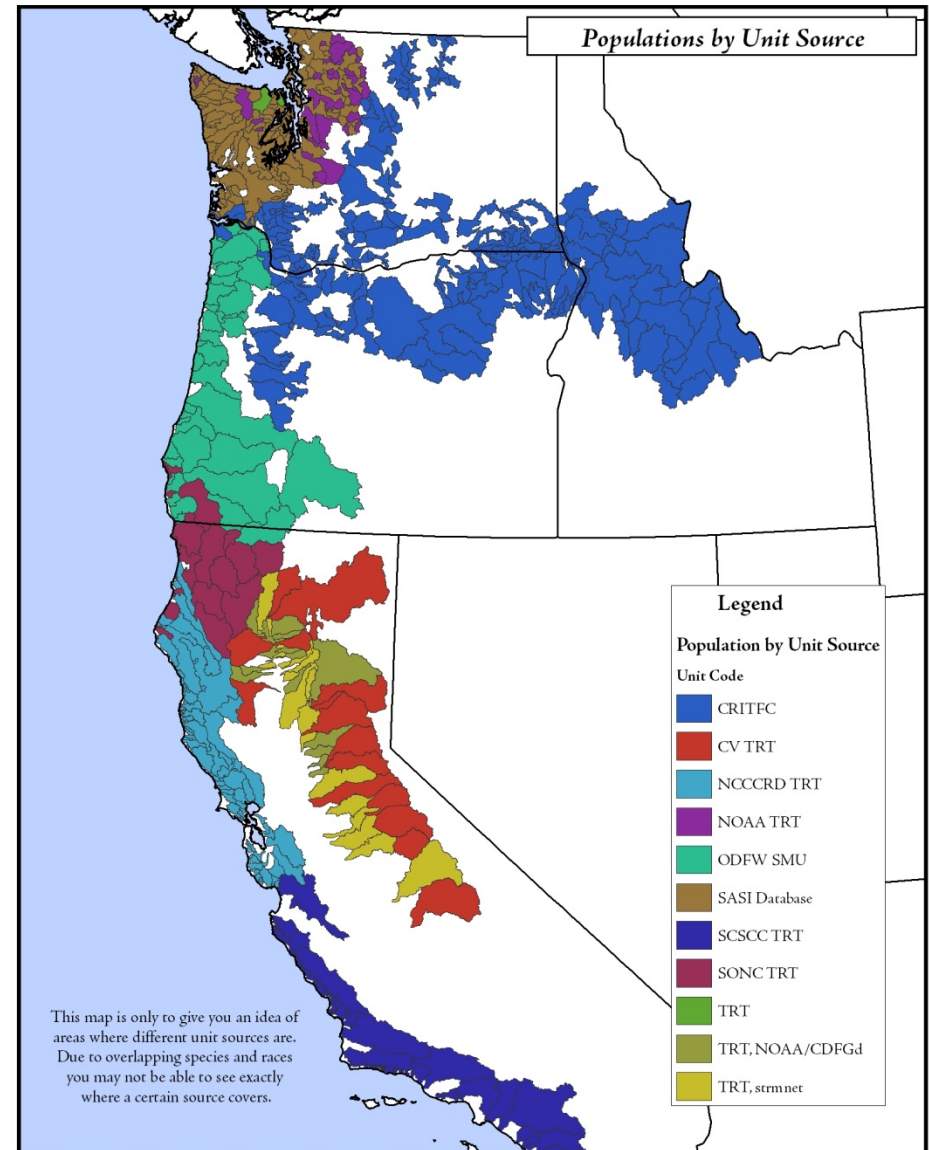 Populations by Unit Source
Legend
Population by Unit Source
Unit Code
CRITFC
CV TRT
NCCCRD TRT
NOAA TRT
ODFW SMU
SASI Database
SCSCC TRT
SONC TRT
TRT
TRT, NOAA/CDFGd
TRT, strmnet
This map is only to give you an idea of
areas where different unit sources are.
Due to overlapping species and races
you may not be able to see exactly
where a certain source covers.